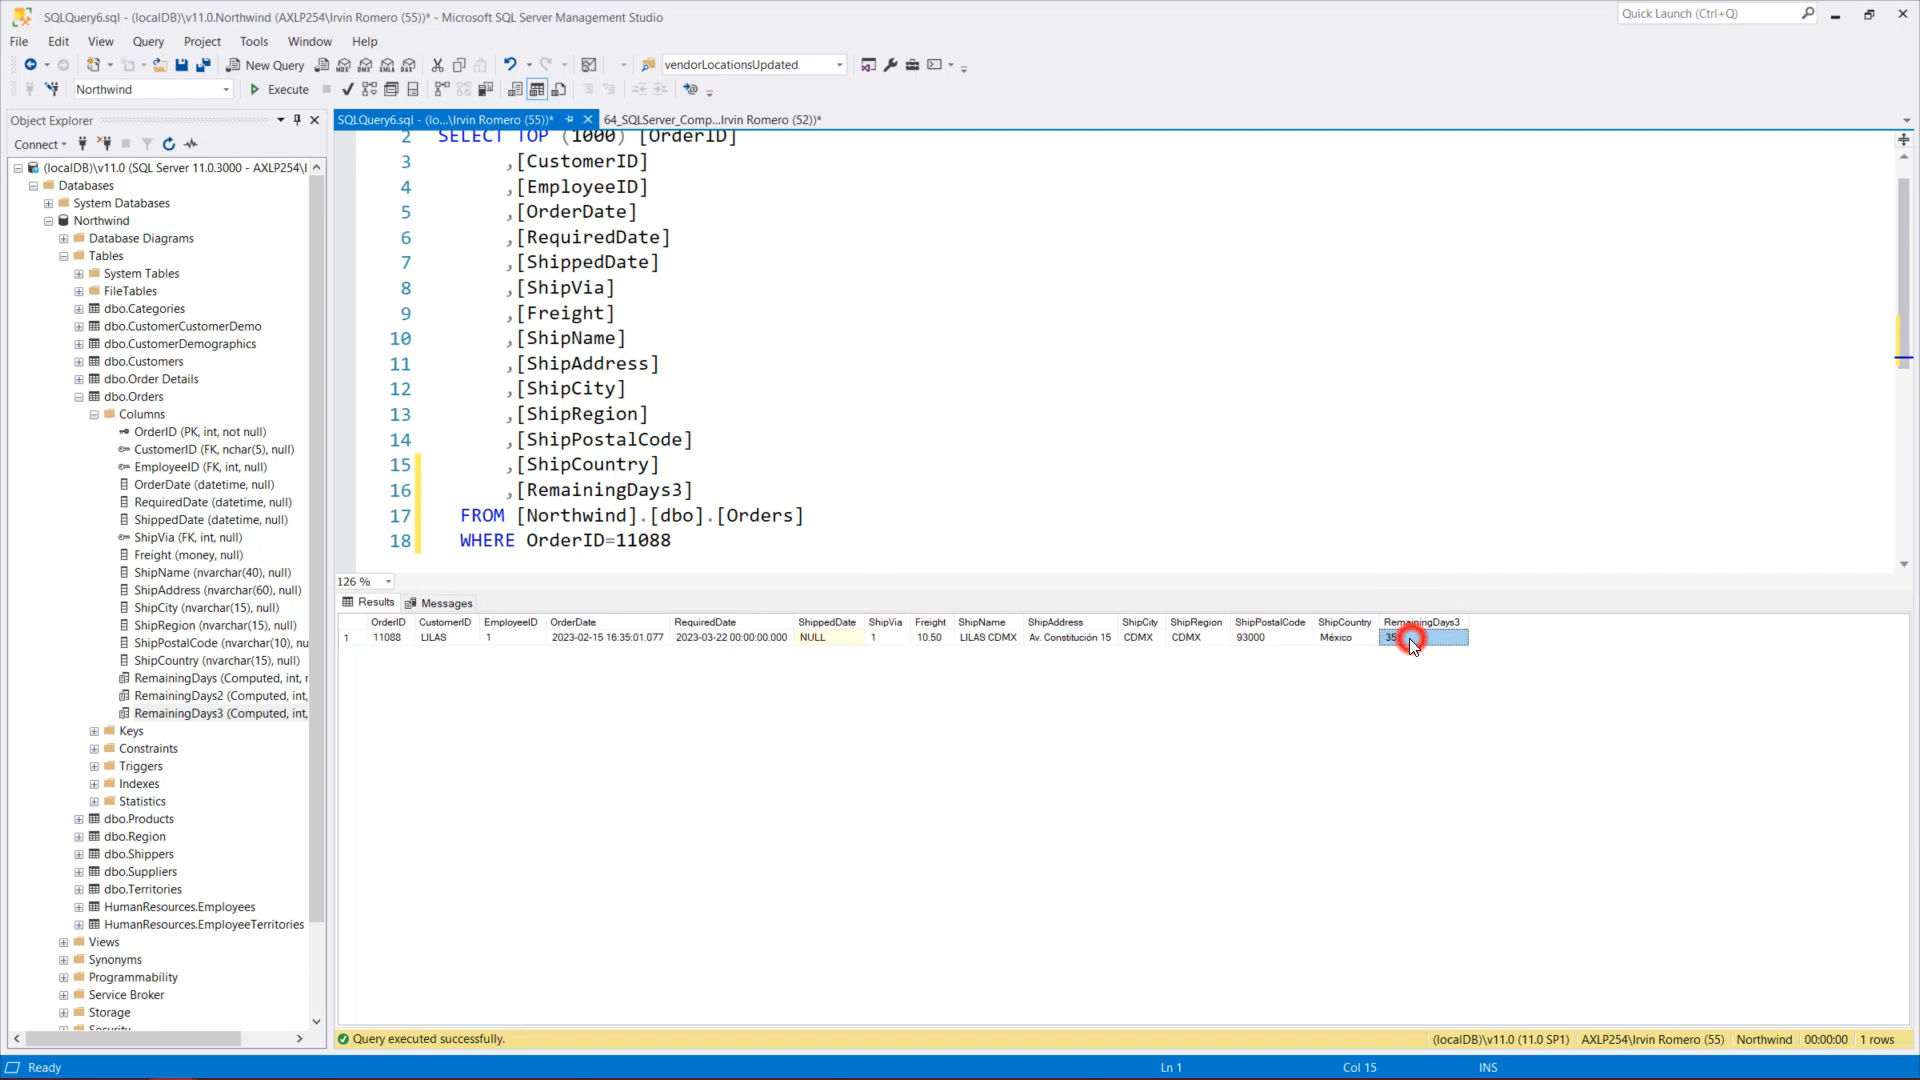 SQLQuery6.sql - (localDB)\v11.0.Northwind (AXLP254\Irvin Romero (55))* - Microsoft SQL Server Management Studio
Quick Launch (Ctrl+Q)
File Edit View Query Project Tools Window Help
New Query
vendorLocationsUpdated
Northwind
Execute
Object Explorer
Connect
(localDB)\v11.0 (SQL Server 11.0.3000 - AXLP254\I
Databases
System Databases
Northwind
Database Diagrams
Tables
System Tables
FileTables
dbo.Categories
dbo.CustomerCustomerDemo
dbo.CustomerDemographics
dbo.Customers
dbo.Order Details
dbo.Orders
Columns
OrderID (PK, int, not null)
CustomerID (FK, nchar(5), null)
EmployeeID (FK, int, null)
OrderDate (datetime, null)
RequiredDate (datetime, null)
ShippedDate (datetime, null)
ShipVia (FK, int, null)
Freight (money, null)
ShipName (nvarchar(40), null)
ShipAddress (nvarchar(60), null)
ShipCity (nvarchar(15), null)
ShipRegion (nvarchar(15), null)
ShipPostalCode (nvarchar(10), nu
ShipCountry (nvarchar(15), null)
RemainingDays (Computed, int, r
RemainingDays2 (Computed, int,
RemainingDays3 (Computed, int,
Keys
Constraints
Triggers
Indexes
Statistics
dbo.Products
dbo.Region
dbo.Shippers
dbo.Suppliers
dbo.Territories
HumanResources.Employees
HumanResources.EmployeeTerritories
Views
Synonyms
Programmability
Service Broker
Storage
Security
SQLQuery6.sql - (lo...\Irvin Romero (55))* 64_SQLServer_Comp...Irvin Romero (52))*
2 SELECT TOP (1000) [OrderID]
3 ,[CustomerID]
4 ,[EmployeeID]
5 ,[OrderDate]
6 ,[RequiredDate]
7 ,[ShippedDate]
8 ,[ShipVia]
9 ,[Freight]
10 ,[ShipName]
11 ,[ShipAddress]
12 ,[ShipCity]
13 ,[ShipRegion]
14 ,[ShipPostalCode]
15 ,[ShipCountry]
16 ,[RemainingDays3]
17 FROM [Northwind].[dbo].[Orders]
18 WHERE OrderID=11088
126 %
Results Messages
OrderID CustomerID EmployeeID OrderDate RequiredDate ShippedDate ShipVia Freight ShipName ShipAddress ShipCity ShipRegion ShipPostalCode ShipCountry RemainingDays3
1 11088 LILAS 1 2023-02-15 16:35:01.077 2023-03-22 00:00:00.000 NULL 1 10.50 LILAS CDMX Av. Constitución 15 CDMX CDMX 93000 México 35
Query executed successfully.
(localDB)\v11.0 (11.0 SP1) AXLP254\Irvin Romero (55) Northwind 00:00:00 1 rows
Ready
Ln 1 Col 15 INS